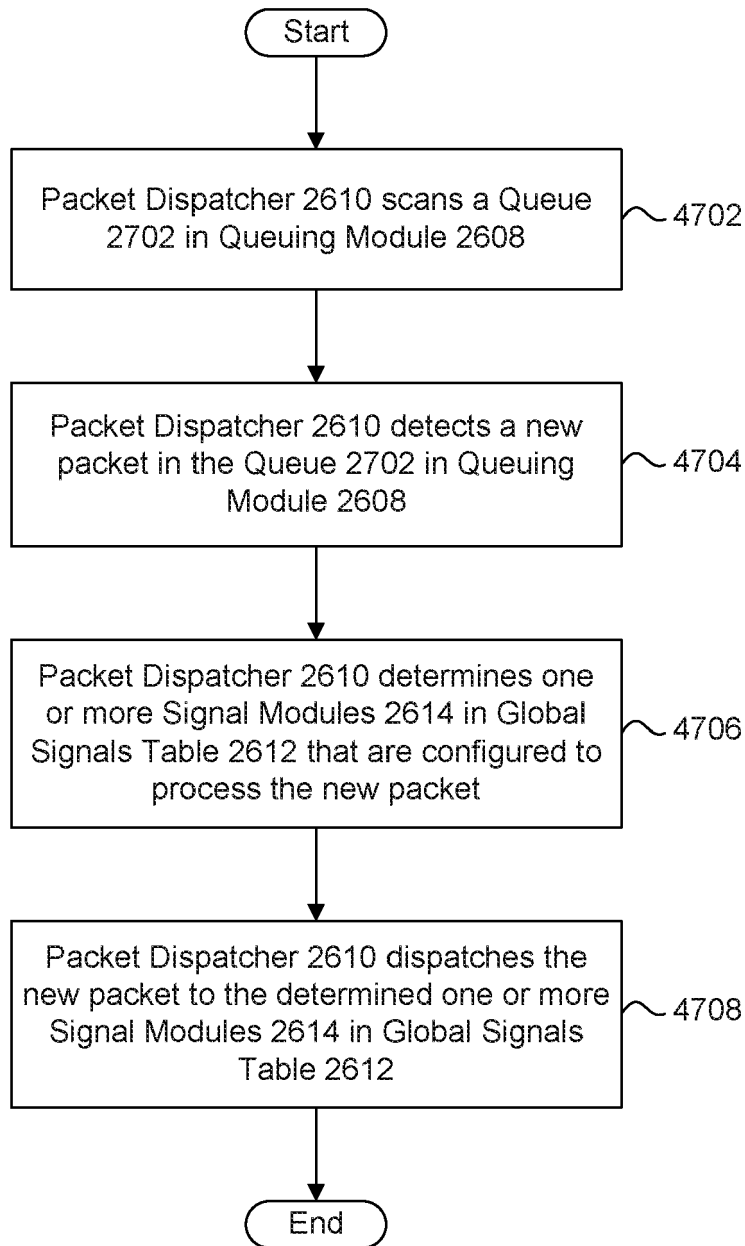 Start
Packet Dispatcher 2610 scans a Queue
2702 in Queuing Module 2608
4702
Packet Dispatcher 2610 detects a new
packet in the Queue 2702 in Queuing
Module 2608
4704
Packet Dispatcher 2610 determines one
or more Signal Modules 2614 in Global
Signals Table 2612 that are configured to
process the new packet
4706
Packet Dispatcher 2610 dispatches the
new packet to the determined one or more
Signal Modules 2614 in Global Signals
Table 2612
4708
End